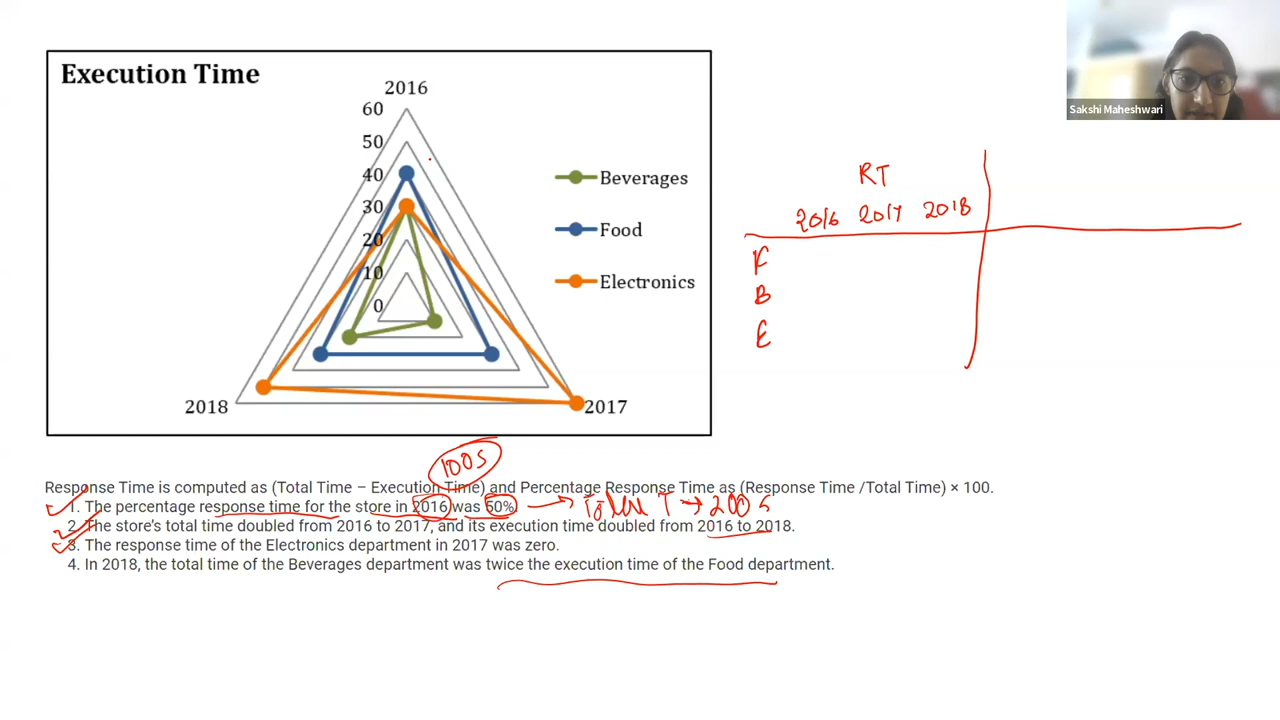 Sakshi Maheshwari
Execution Time
2016
60
50
40
30
20
10
0
Beverages
Food
Electronics
2018
2017
RT
2016 2017 2018
F
B
E
100s
Response Time is computed as (Total Time – Execution Time) and Percentage Response Time as (Response Time /Total Time) × 100.
1. The percentage response time for the store in 2016 was 50%
T → 200 s
2. The store's total time doubled from 2016 to 2017, and its execution time doubled from 2016 to 2018.
3. The response time of the Electronics department in 2017 was zero.
4. In 2018, the total time of the Beverages department was twice the execution time of the Food department.